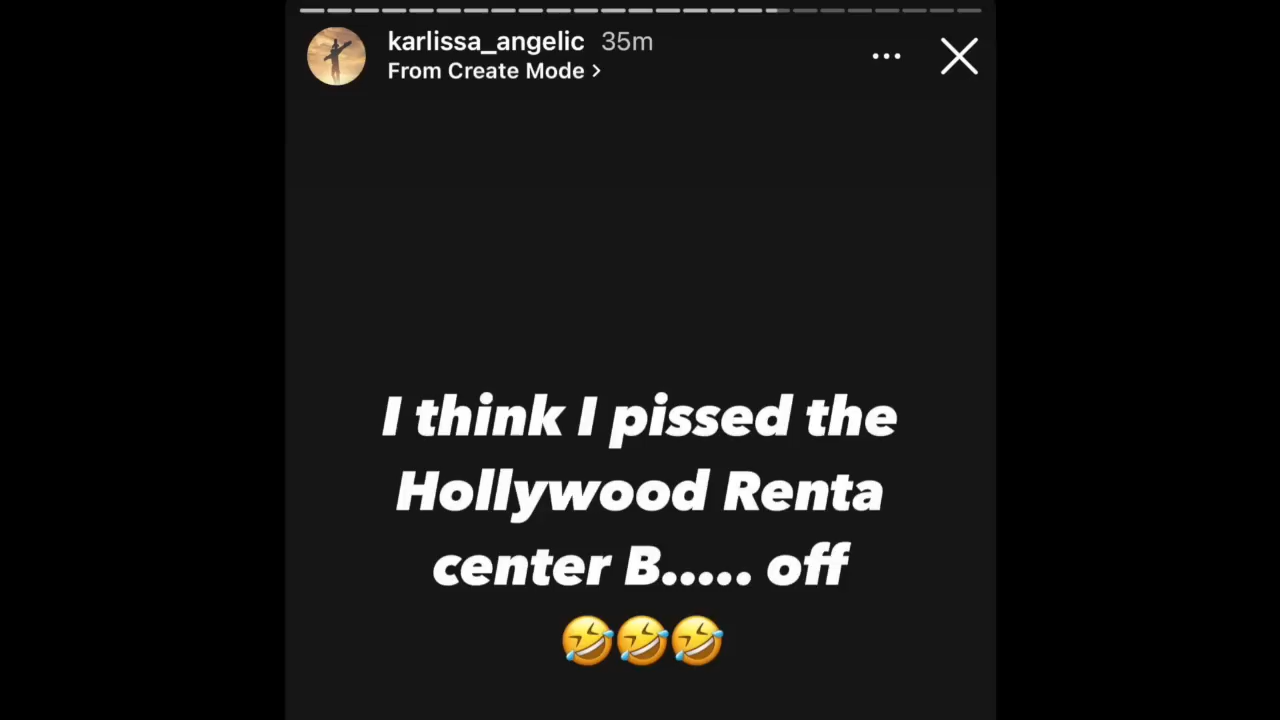 karlissa_angelic 35m
From Create Mode >
I think I pissed the
Hollywood Renta
center B..... off
🤣🤣🤣